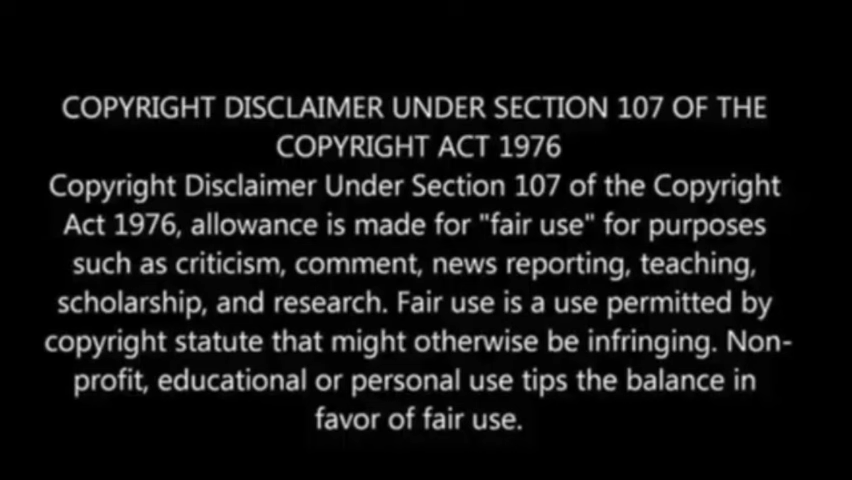 COPYRIGHT DISCLAIMER UNDER SECTION 107 OF THE
COPYRIGHT ACT 1976
Copyright Disclaimer Under Section 107 of the Copyright
Act 1976, allowance is made for "fair use" for purposes
such as criticism, comment, news reporting, teaching,
scholarship, and research. Fair use is a use permitted by
copyright statute that might otherwise be infringing. Non-
profit, educational or personal use tips the balance in
favor of fair use.